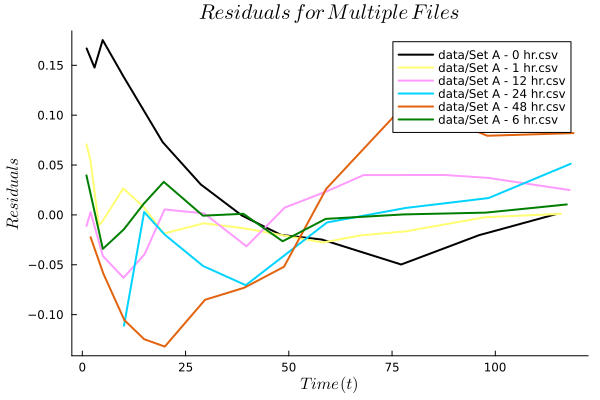 Residuals for Multiple Files
data/Set A - 0 hr.csv
data/Set A - 1 hr.csv
data/Set A - 12 hr.csv
data/Set A - 24 hr.csv
data/Set A - 48 hr.csv
data/Set A - 6 hr.csv
Residuals
0.15
0.10
0.05
0.00
−0.05
−0.10
0 25 50 75 100
Time(t)